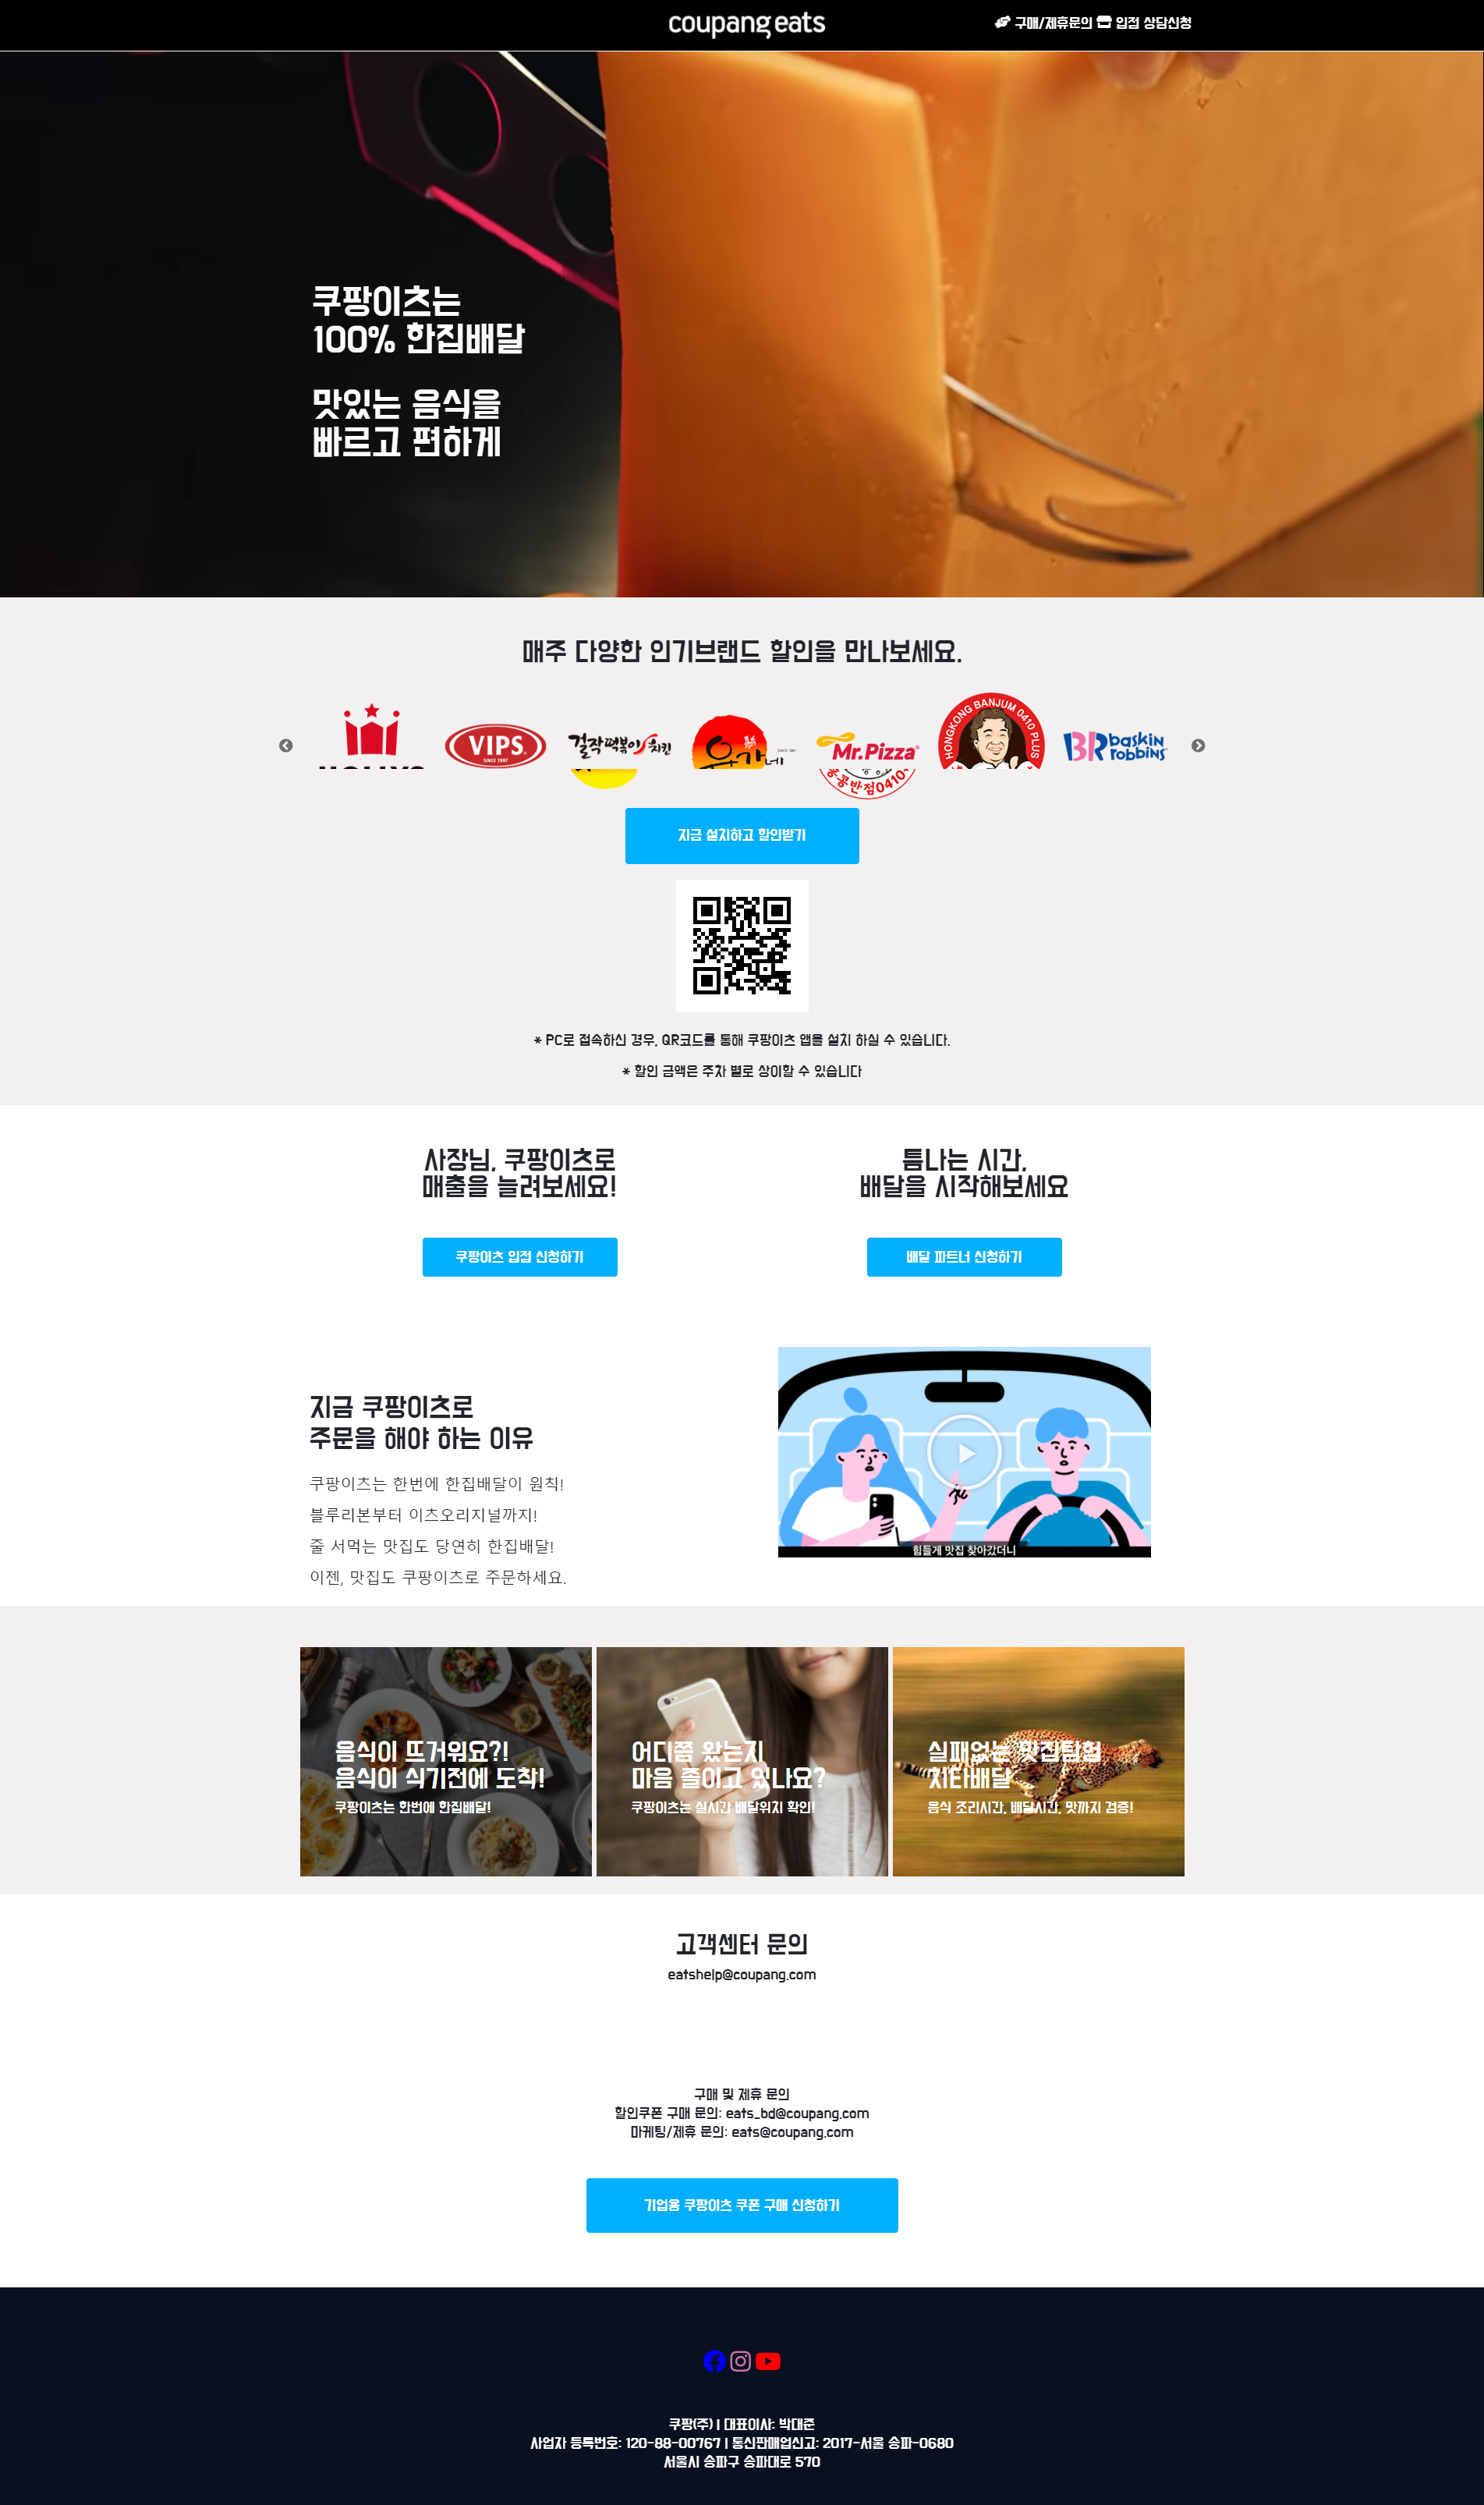 coupang eats
구매/제휴문의 입점 상담신청
쿠팡이츠는
100% 한집배달
맛있는 음식을
빠르고 편하게
매주 다양한 인기브랜드 할인을 만나보세요.
VIPS
SINCE 1997
걸작떡볶이치킨
유가네
Mr.Pizza
HONGKONG BANJUM 0410 PLUS
BR baskin robbins
홍콩반점0410
지금 설치하고 할인받기
* PC로 접속하신 경우, QR코드를 통해 쿠팡이츠 앱을 설치 하실 수 있습니다.
* 할인 금액은 주차 별로 상이할 수 있습니다
사장님, 쿠팡이츠로
매출을 늘려보세요!
쿠팡이츠 입점 신청하기
틈나는 시간,
배달을 시작해보세요
배달 파트너 신청하기
지금 쿠팡이츠로
주문을 해야 하는 이유
쿠팡이츠는 한번에 한집배달이 원칙!
블루리본부터 이츠오리지널까지!
줄 서먹는 맛집도 당연히 한집배달!
이젠, 맛집도 쿠팡이츠로 주문하세요.
힘들게 맛집 찾아갔더니
음식이 뜨거워요?!
음식이 식기전에 도착!
쿠팡이츠는 한번에 한집배달!
어디쯤 왔는지
마음 졸이고 있나요?
쿠팡이츠는 실시간 배달위치 확인!
실패없는 맛집탐험
치타배달
음식 조리시간, 배달시간, 맛까지 검증!
고객센터 문의
eatshelp@coupang.com
구매 및 제휴 문의
할인쿠폰 구매 문의: eats_bd@coupang.com
마케팅/제휴 문의: eats@coupang.com
기업용 쿠팡이츠 쿠폰 구매 신청하기
쿠팡(주) | 대표이사: 박대준
사업자 등록번호: 120-88-00767 | 통신판매업신고: 2017-서울 송파-0680
서울시 송파구 송파대로 570